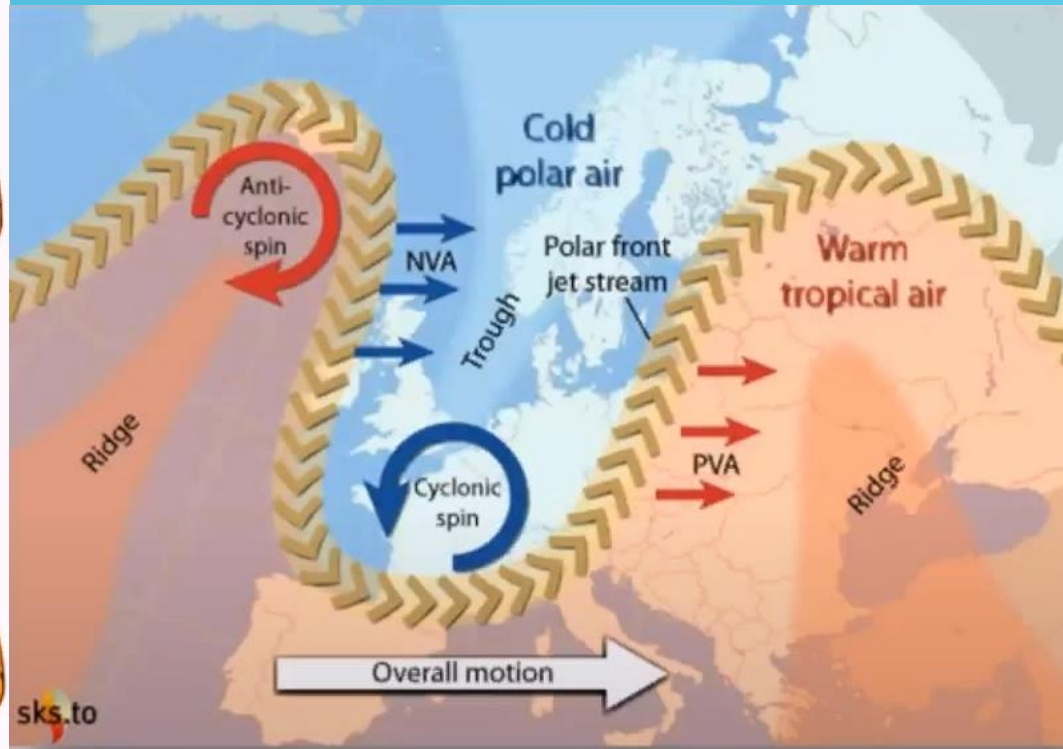 Cold
polar air
Anti-
cyclonic
spin
NVA
Polar front
jet stream
Warm
tropical air
Trough
Ridge
PVA
Ridge
Cyclonic
spin
Overall motion
sks.to